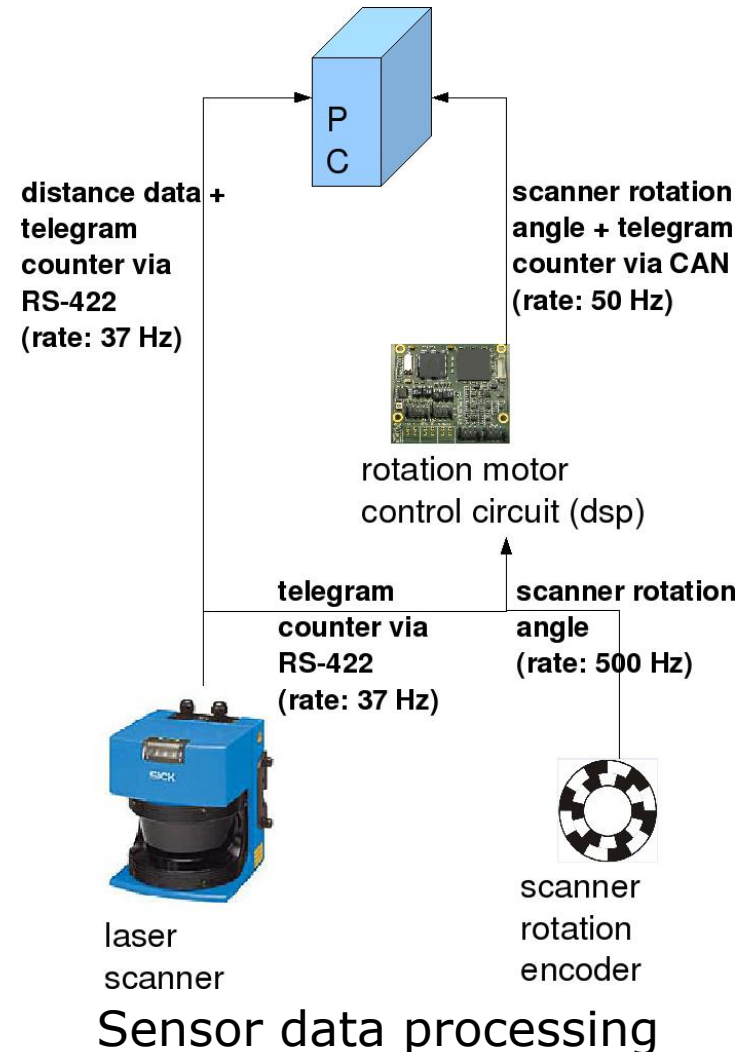 P
C
distance data +
telegram
counter via
RS-422
(rate: 37 Hz)
scanner rotation
angle + telegram
counter via CAN
(rate: 50 Hz)
rotation motor
control circuit (dsp)
telegram
counter via
RS-422
(rate: 37 Hz)
scanner rotation
angle
(rate: 500 Hz)
SICK
laser
scanner
scanner
rotation
encoder
Sensor data processing